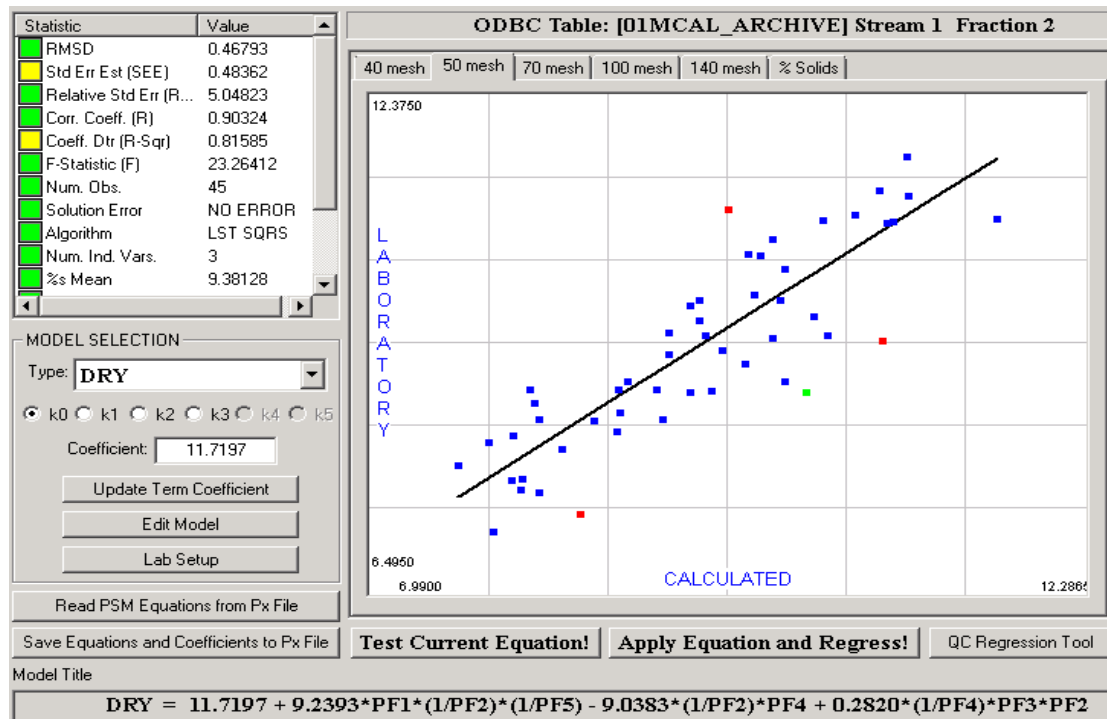 Statistic Value
RMSD 0.46793
Std Err Est (SEE) 0.48362
Relative Std Err (R... 5.04823
Corr. Coeff. (R) 0.90324
Coeff. Dtr (R-Sqr) 0.81585
F-Statistic (F) 23.26412
Num. Obs. 45
Solution Error NO ERROR
Algorithm LST SQRS
Num. Ind. Vars. 3
%s Mean 9.38128
MODEL SELECTION
Type: DRY
k0 k1 k2 k3 k4 k5
Coefficient: 11.7197
Update Term Coefficient
Edit Model
Lab Setup
Read PSM Equations from Px File
Save Equations and Coefficients to Px File
ODBC Table: [01MCAL_ARCHIVE] Stream 1 Fraction 2
40 mesh 50 mesh 70 mesh 100 mesh 140 mesh % Solids
12.3750
LABORATORY
6.4950
6.9900 CALCULATED 12.2865
Test Current Equation! Apply Equation and Regress! QC Regression Tool
Model Title
DRY = 11.7197 + 9.2393*PF1*(1/PF2)*(1/PF5) - 9.0383*(1/PF2)*PF4 + 0.2820*(1/PF4)*PF3*PF2